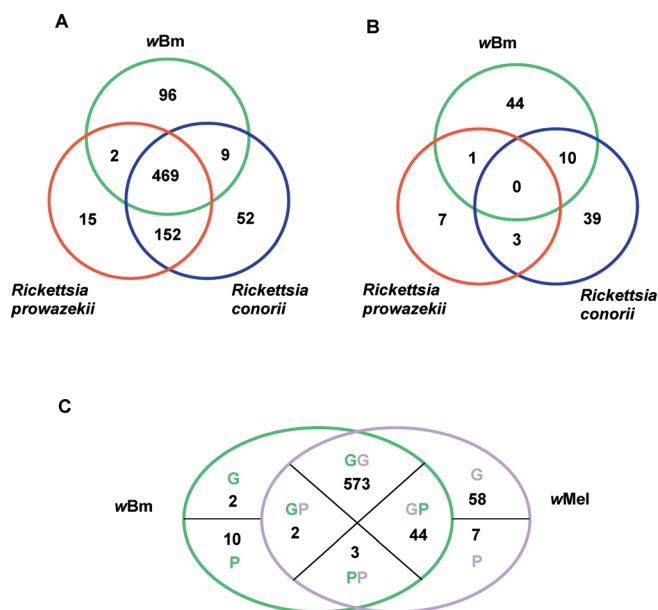 A
B
wBm
wBm
96
44
2
9
1
10
469
0
15
152
52
7
3
39
Rickettsia
prowazekii
Rickettsia
conorii
Rickettsia
prowazekii
Rickettsia
conorii
C
GG
573
G
2
G
58
wBm
wMel
GP
2
GP
44
10
P
3
PP
7
P